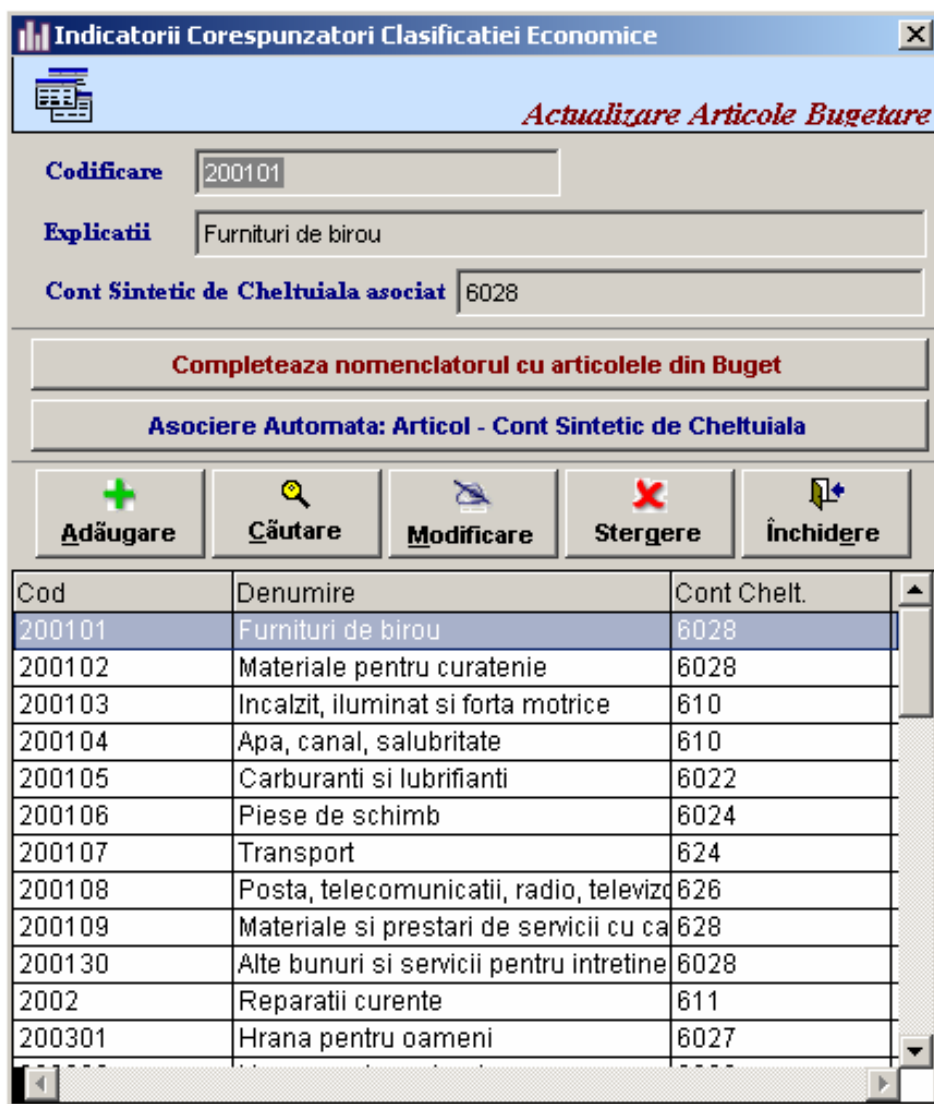 Indicatorii Corespunzatori Clasificatiei Economice
Actualizare Articole Bugetare
Codificare 200101
Explicatii Furnituri de birou
Cont Sintetic de Cheltuiala asociat 6028
Completeaza nomenclatorul cu articolele din Buget
Asociere Automata: Articol - Cont Sintetic de Cheltuiala
Adãugare Cãutare Modificare Stergere Închidere
Cod Denumire Cont Chelt.
200101 Furnituri de birou 6028
200102 Materiale pentru curatenie 6028
200103 Incalzit, iluminat si forta motrice 610
200104 Apa, canal, salubritate 610
200105 Carburanti si lubrifianti 6022
200106 Piese de schimb 6024
200107 Transport 624
200108 Posta, telecomunicatii, radio, televizo 626
200109 Materiale si prestari de servicii cu ca 628
200130 Alte bunuri si servicii pentru intretine 6028
2002 Reparatii curente 611
200301 Hrana pentru oameni 6027